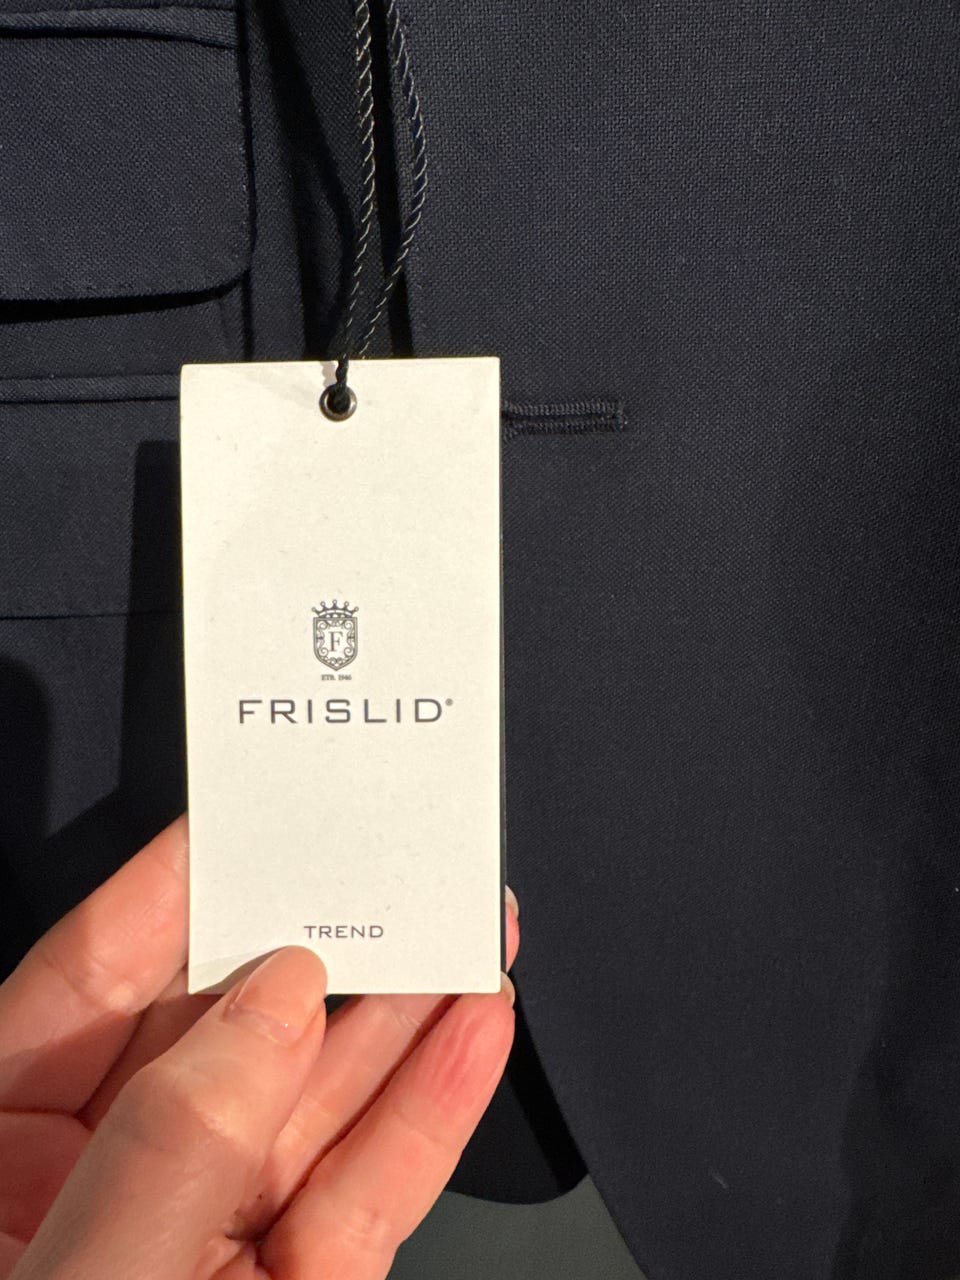 F
ETB. 1946
FRISLID®
TREND